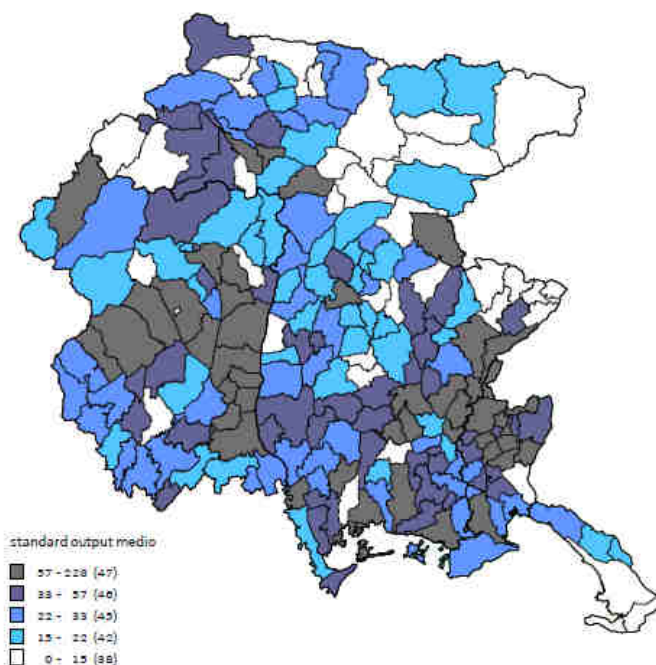 standard output medio
57 - 228 (47)
33 - 57 (46)
22 - 33 (45)
15 - 22 (42)
0 - 15 (38)